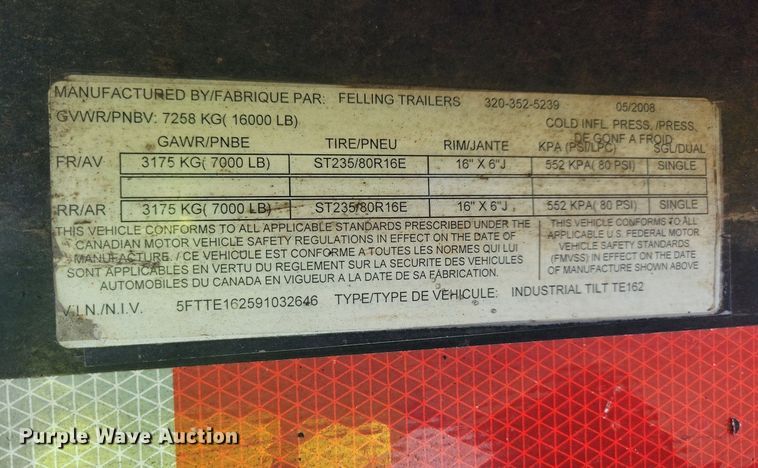 MANUFACTURED BY/FABRIQUE PAR: FELLING TRAILERS 320-352-5239 05/2008
GVWR/PNBV: 7258 KG( 16000 LB) COLD INFL. PRESS. /PRESS.
DE GONF A FROID
GAWR/PNBE TIRE/PNEU RIM/JANTE KPA (PSI/LPC) SGL/DUAL
FR/AV 3175 KG( 7000 LB) ST235/80R16E 16" X 6"J 552 KPA( 80 PSI) SINGLE
RR/AR 3175 KG( 7000 LB) ST235/80R16E 16" X 6"J 552 KPA( 80 PSI) SINGLE
THIS VEHICLE CONFORMS TO ALL APPLICABLE STANDARDS PRESCRIBED UNDER THE
CANADIAN MOTOR VEHICLE SAFETY REGULATIONS IN EFFECT ON THE DATE OF
MANUFACTURE. / CE VEHICULE EST CONFORME A TOUTES LES NORMES QUI LUI
SONT APPLICABLES EN VERTU DU REGLEMENT SUR LA SECURITE DES VEHICULES
AUTOMOBILES DU CANADA EN VIGUEUR A LA DATE DE SA FABRICATION.
THIS VEHICLE CONFORMS TO ALL
APPLICABLE U.S. FEDERAL MOTOR
VEHICLE SAFETY STANDARDS
(FMVSS) IN EFFECT ON THE DATE
OF MANUFACTURE SHOWN ABOVE
V.I.N./N.I.V. 5FTTE162591032646 TYPE/TYPE DE VEHICULE: INDUSTRIAL TILT TE162
Purple Wave Auction